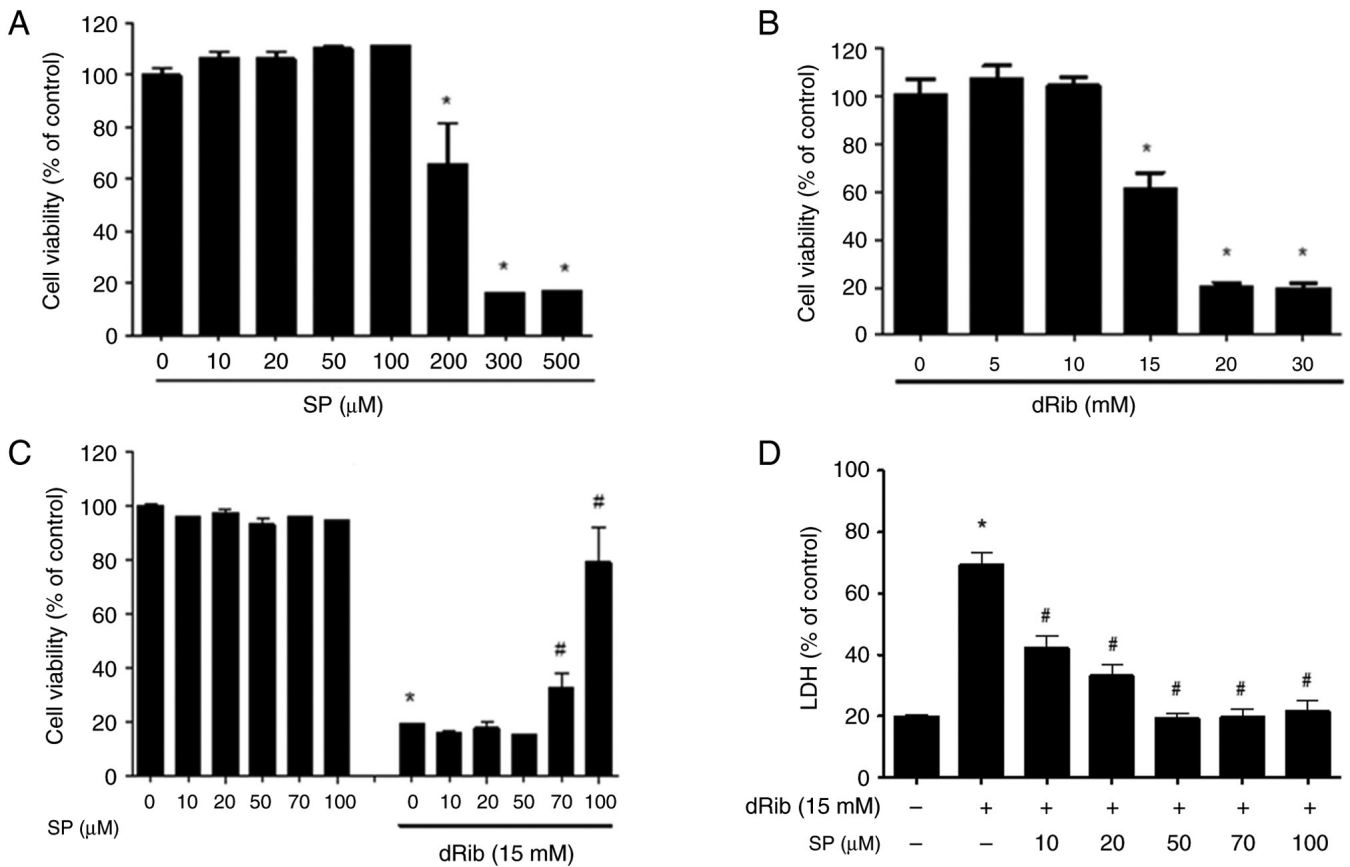 A
Cell viability (% of control)
120
100
80
60
40
20
0
*
*
*
0 10 20 50 100 200 300 500
SP (μM)
B
Cell viability (% of control)
120
100
80
60
40
20
0
*
*
*
0 5 10 15 20 30
dRib (mM)
C
Cell viability (% of control)
120
100
80
60
40
20
0
*
#
#
0 10 20 50 70 100 0 10 20 50 70 100
SP (μM)
dRib (15 mM)
D
LDH (% of control)
100
80
60
40
20
0
*
#
#
#
#
#
dRib (15 mM) – + + + + + +
SP (μM) – – 10 20 50 70 100